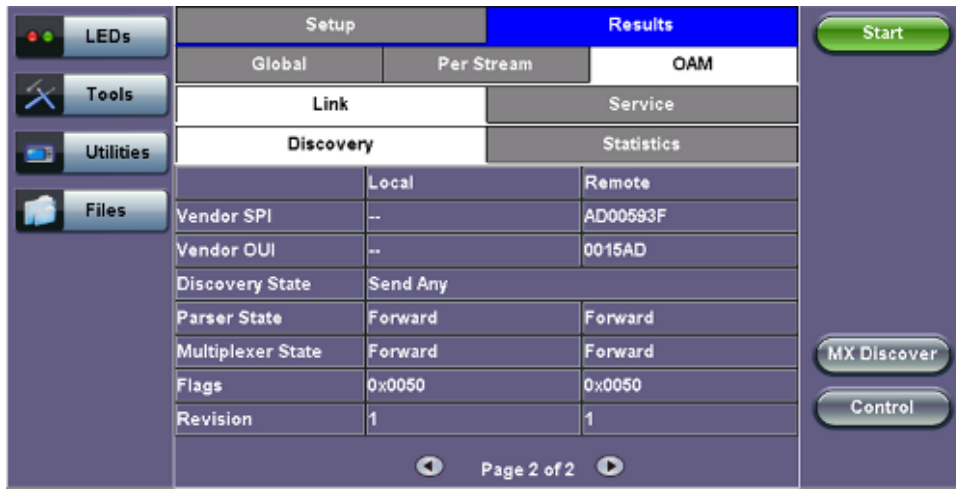 LEDs
Tools
Utilities
Files
Setup Results
Global Per Stream OAM
Link Service
Discovery Statistics
Local Remote
Vendor SPI -- AD00593F
Vendor OUI -- 0015AD
Discovery State Send Any
Parser State Forward Forward
Multiplexer State Forward Forward
Flags 0x0050 0x0050
Revision 1 1
Page 2 of 2
Start
MX Discover
Control